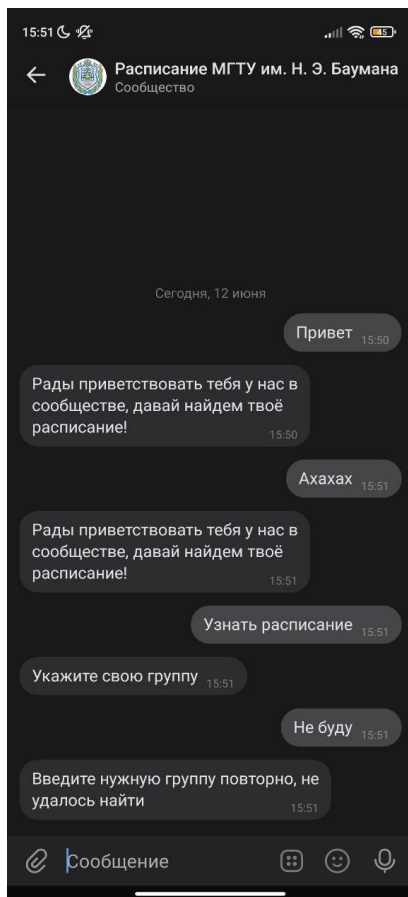 15:51
45
Расписание МГТУ им. Н. Э. Баумана
Сообщество
Сегодня, 12 июня
Привет 15:50
Рады приветствовать тебя у нас в
сообществе, давай найдем твоё
расписание!
15:50
Ахахах 15:51
Рады приветствовать тебя у нас в
сообществе, давай найдем твоё
расписание!
15:51
Узнать расписание 15:51
Укажите свою группу 15:51
Не буду 15:51
Введите нужную группу повторно, не
удалось найти
15:51
Сообщение